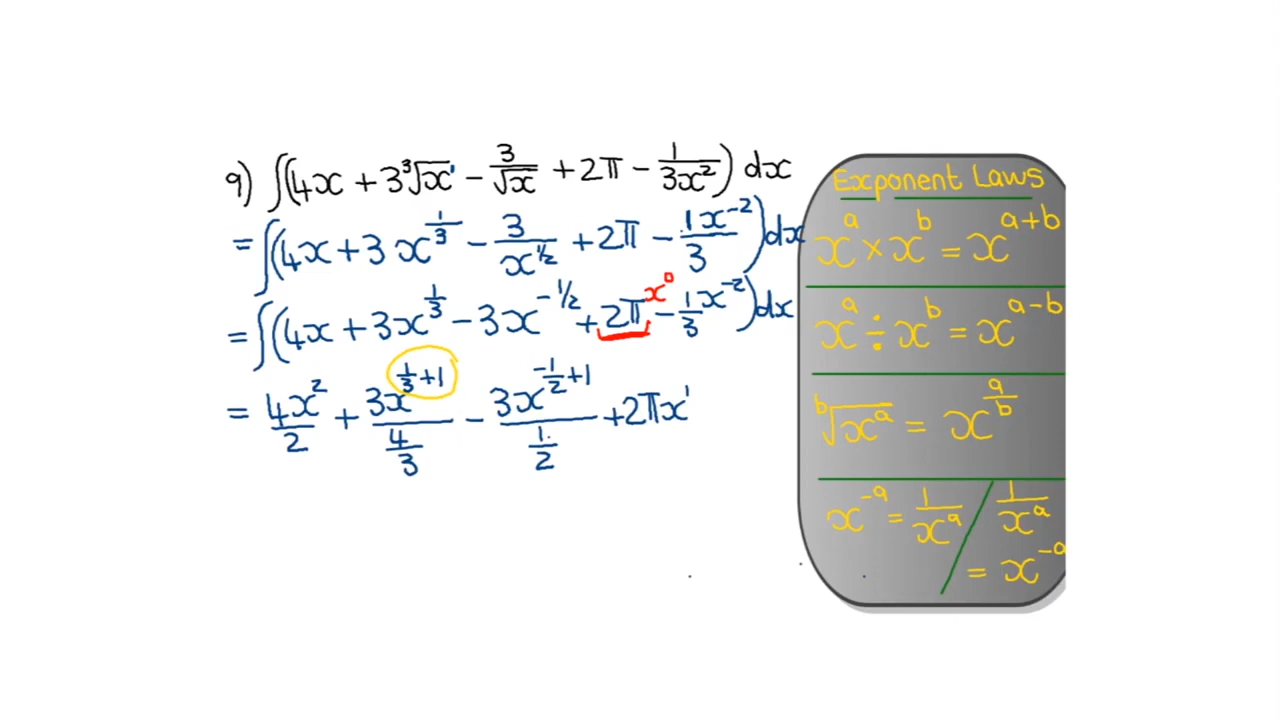 9) ∫(4x + 3∛x¹ − 3/√x + 2π − 1/(3x²)) dx
= ∫(4x + 3x^(1/3) − 3/x^(1/2) + 2π − 1x^(−2)/3) dx
= ∫(4x + 3x^(1/3) − 3x^(−1/2) + 2πx⁰ − 1/3 x^(−2)) dx
= 4x²/2 + 3x^(1/3+1)/(4/3) − 3x^(−1/2+1)/(1/2) + 2πx¹
Exponent Laws
x^a × x^b = x^(a+b)
x^a ÷ x^b = x^(a−b)
ᵇ√(x^a) = x^(a/b)
x^(−a) = 1/x^a / 1/x^a
= x^(−a)